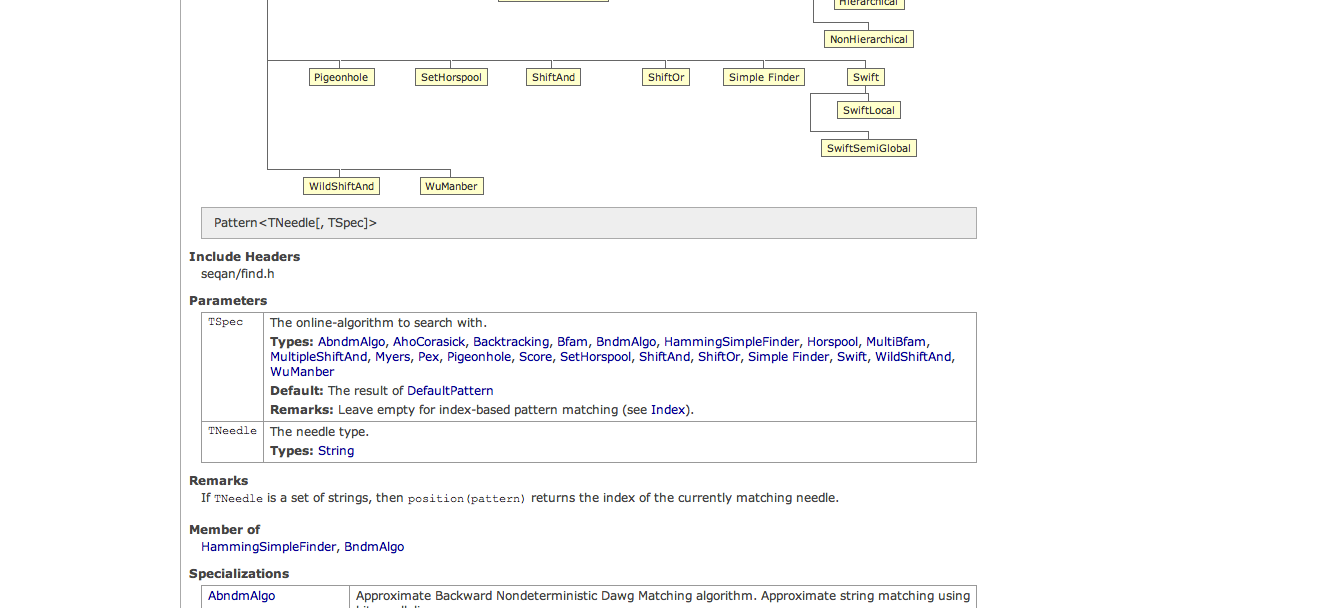 Hierarchical
NonHierarchical
Pigeonhole SetHorspool ShiftAnd ShiftOr Simple Finder Swift
SwiftLocal
SwiftSemiGlobal
WildShiftAnd WuManber
Pattern<TNeedle[, TSpec]>
Include Headers
seqan/find.h
Parameters
TSpec The online-algorithm to search with.
Types: AbndmAlgo, AhoCorasick, Backtracking, Bfam, BndmAlgo, HammingSimpleFinder, Horspool, MultiBfam,
MultipleShiftAnd, Myers, Pex, Pigeonhole, Score, SetHorspool, ShiftAnd, ShiftOr, Simple Finder, Swift, WildShiftAnd,
WuManber
Default: The result of DefaultPattern
Remarks: Leave empty for index-based pattern matching (see Index).
TNeedle The needle type.
Types: String
Remarks
If TNeedle is a set of strings, then position(pattern) returns the index of the currently matching needle.
Member of
HammingSimpleFinder, BndmAlgo
Specializations
AbndmAlgo Approximate Backward Nondeterministic Dawg Matching algorithm. Approximate string matching using